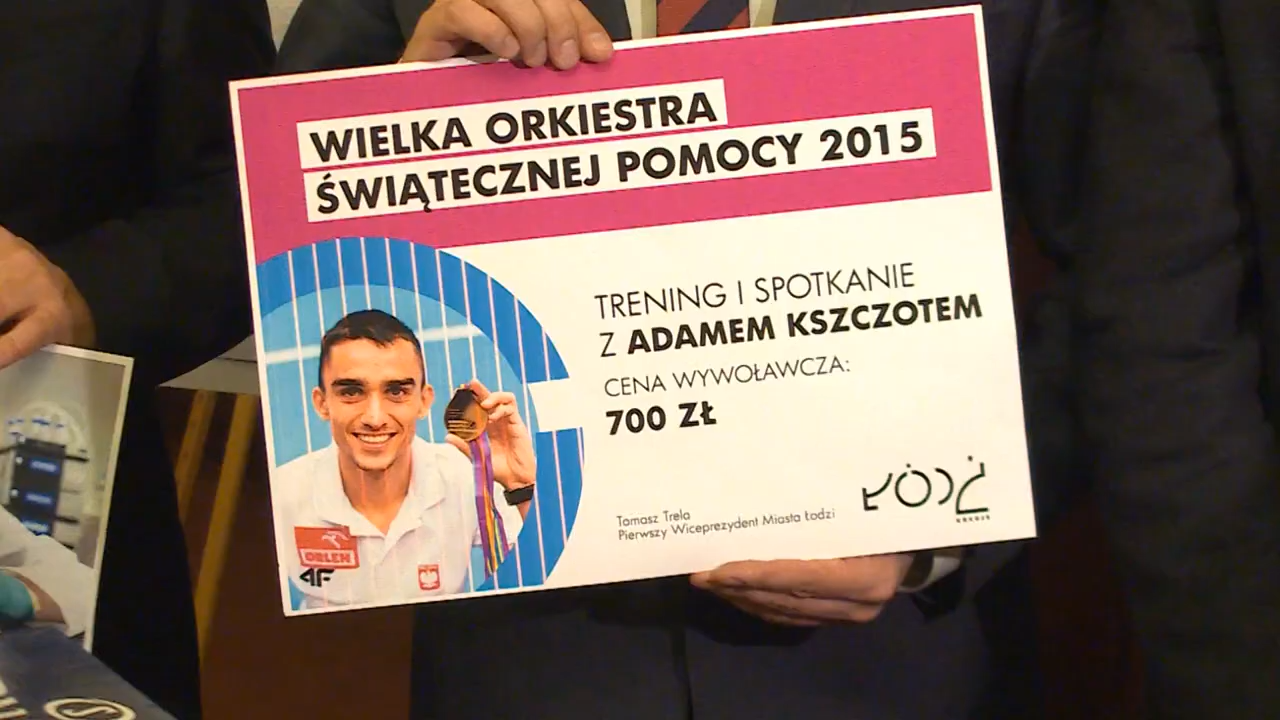 WIELKA ORKIESTRA
ŚWIĄTECZNEJ POMOCY 2015
TRENING I SPOTKANIE
Z ADAMEM KSZCZOTEM
CENA WYWOŁAWCZA:
700 ZŁ
Tomasz Trela
Pierwszy Wiceprezydent Miasta Łodzi
ŁÓDŹ
KREUJE
ORLEN
4F